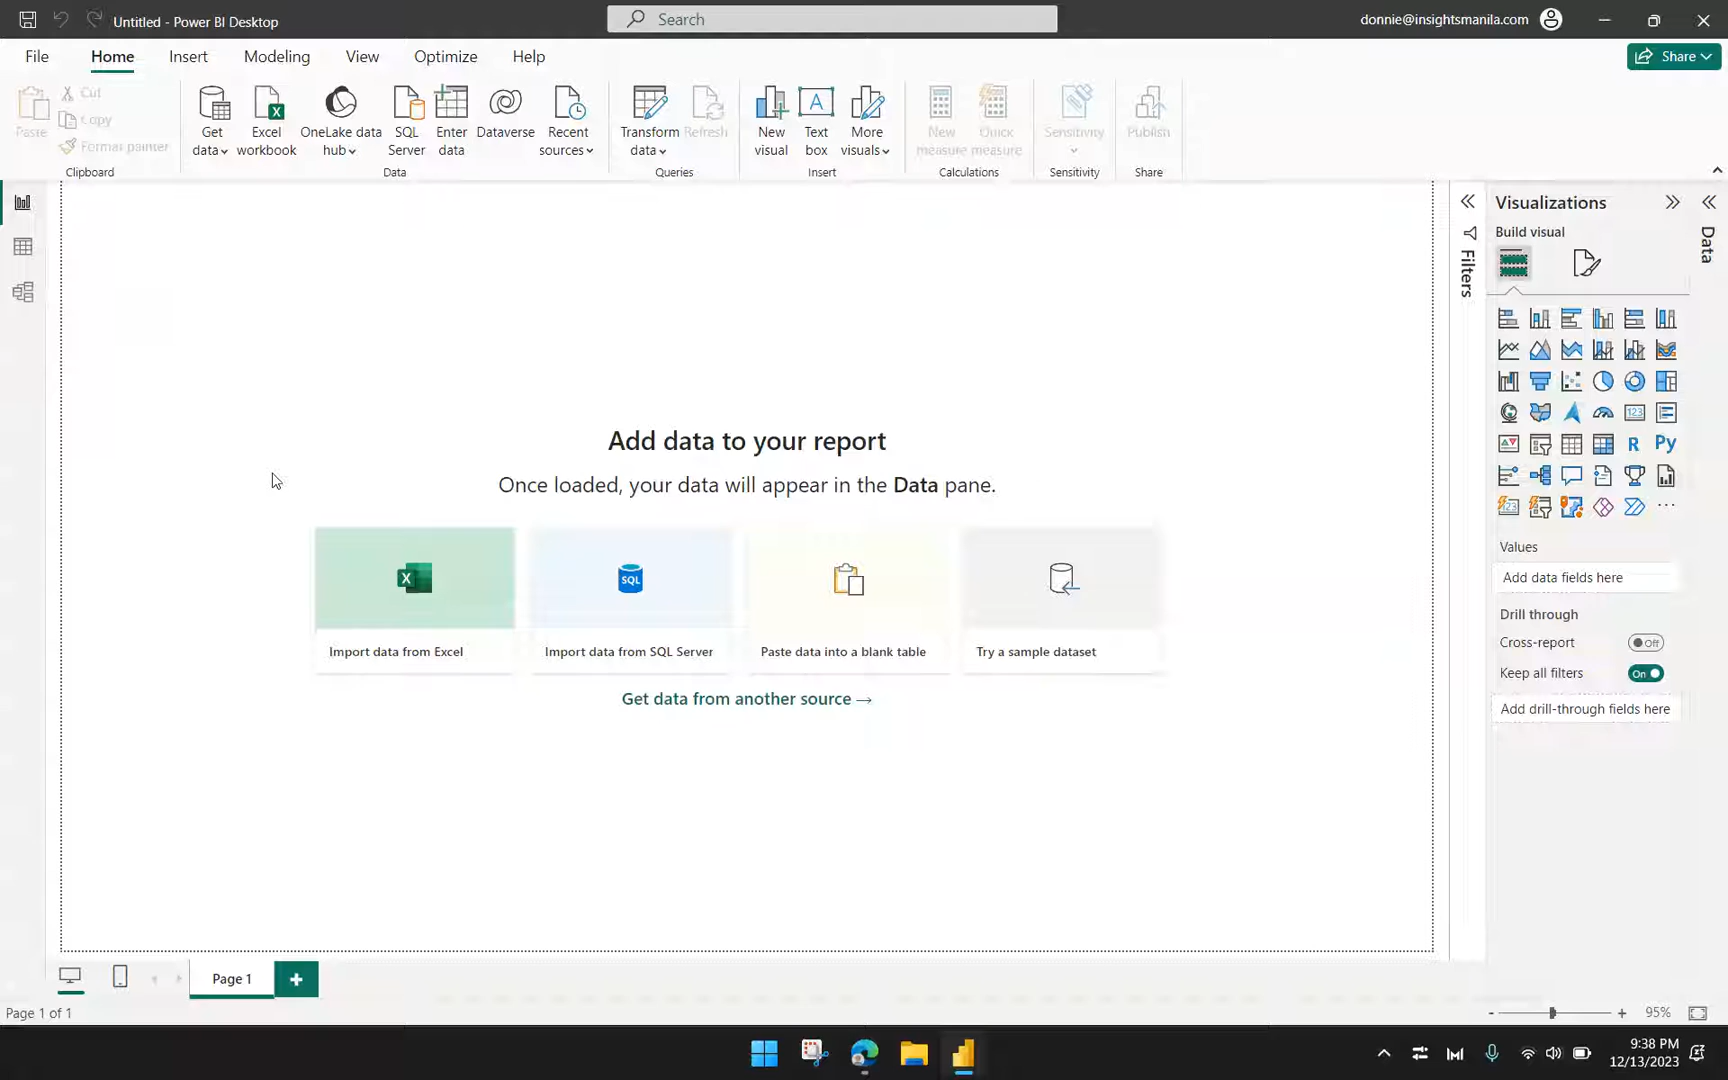 Untitled - Power BI Desktop
Search
donnie@insightsmanila.com
File
Home
Insert
Modeling
View
Optimize
Help
Share
Paste
Cut
Copy
Format painter
Clipboard
Get data
Excel workbook
OneLake data hub
SQL Server
Enter data
Dataverse
Recent sources
Data
Transform data
Refresh
Queries
New visual
Text box
More visuals
Insert
New measure
Quick measure
Calculations
Sensitivity
Sensitivity
Publish
Share
Filters
Visualizations
Data
Build visual
123
R
Py
123
Values
Add data fields here
Drill through
Cross-report
Off
Keep all filters
On
Add drill-through fields here
Add data to your report
Once loaded, your data will appear in the Data pane.
SQL
Import data from Excel
Import data from SQL Server
Paste data into a blank table
Try a sample dataset
Get data from another source →
Page 1
Page 1 of 1
95%
9:38 PM
12/13/2023